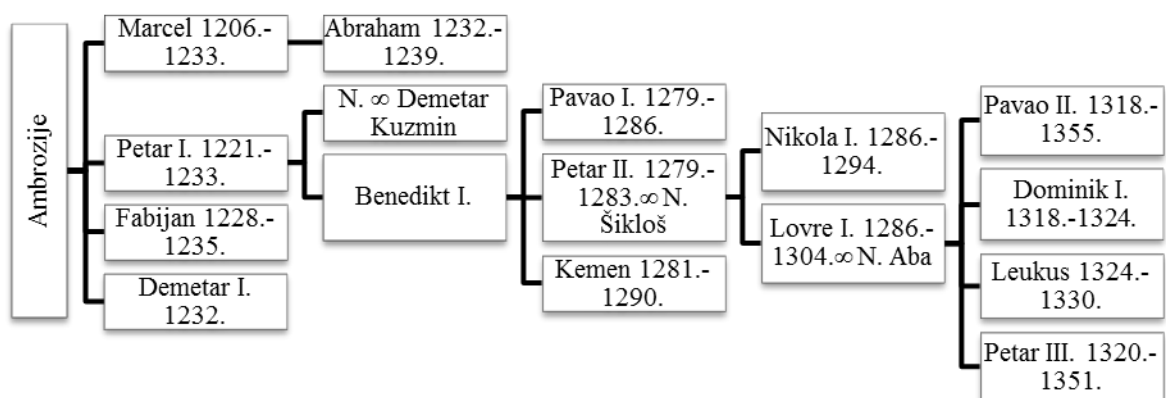 Ambrozije
Marcel 1206.-
1233.
Abraham 1232.-
1239.
Petar I. 1221.-
1233.
N. ∞ Demetar
Kuzmin
Benedikt I.
Pavao I. 1279.-
1286.
Petar II. 1279.-
1283.∞ N.
Šikloš
Kemen 1281.-
1290.
Nikola I. 1286.-
1294.
Lovre I. 1286.-
1304.∞ N. Aba
Pavao II. 1318.-
1355.
Dominik I.
1318.-1324.
Leukus 1324.-
1330.
Petar III. 1320.-
1351.
Fabijan 1228.-
1235.
Demetar I.
1232.